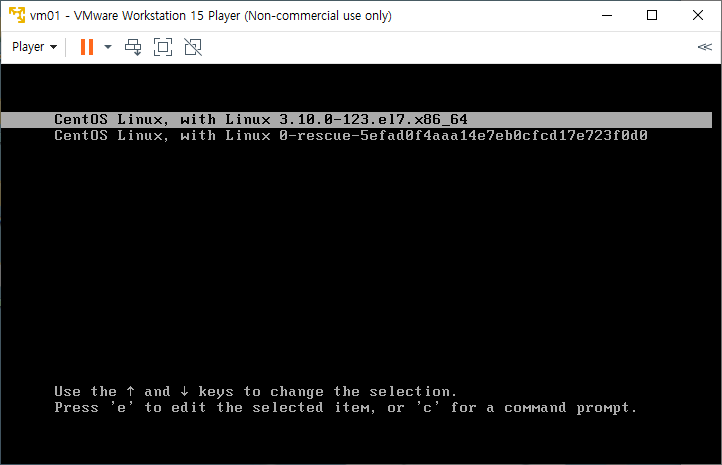 vm01 - VMware Workstation 15 Player (Non-commercial use only)
Player
CentOS Linux, with Linux 3.10.0-123.el7.x86_64
CentOS Linux, with Linux 0-rescue-5efad0f4aaa14e7eb0cfcd17e723f0d0
Use the ↑ and ↓ keys to change the selection.
Press 'e' to edit the selected item, or 'c' for a command prompt.